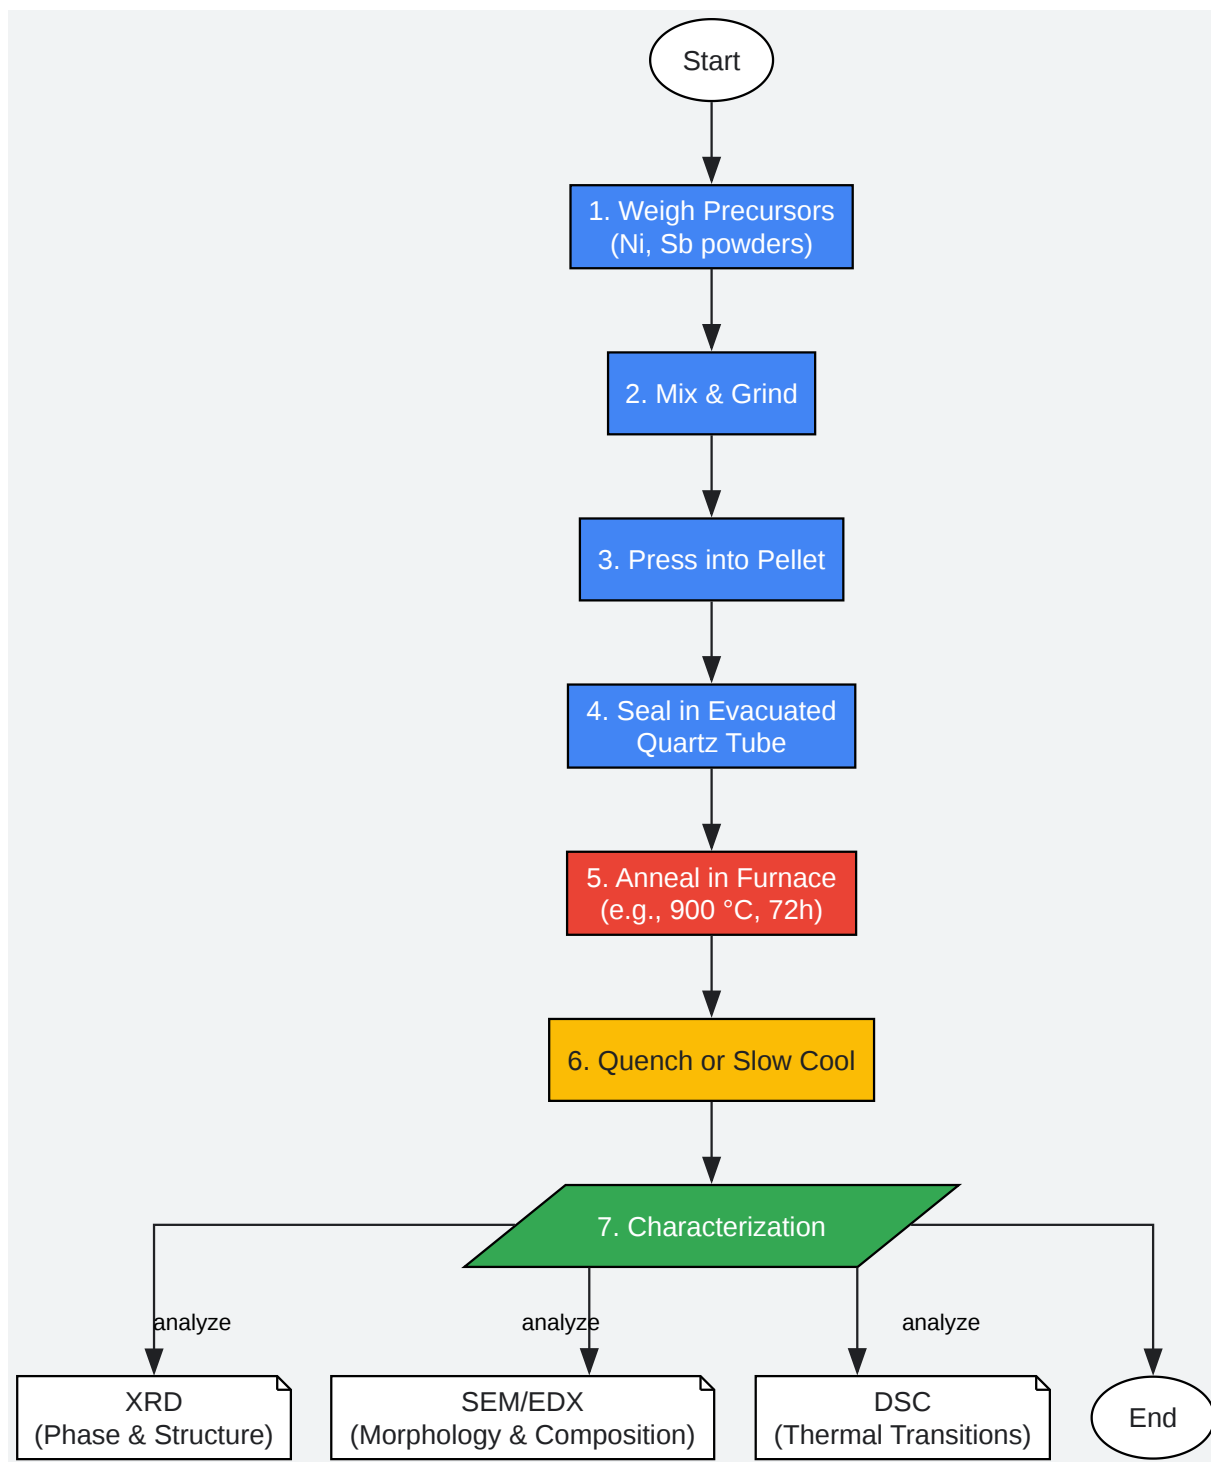 Start
1. Weigh Precursors
(Ni, Sb powders)
2. Mix & Grind
3. Press into Pellet
4. Seal in Evacuated
Quartz Tube
5. Anneal in Furnace
(e.g., 900 °C, 72h)
6. Quench or Slow Cool
7. Characterization
analyze
analyze
analyze
XRD
(Phase & Structure)
SEM/EDX
(Morphology & Composition)
DSC
(Thermal Transitions)
End